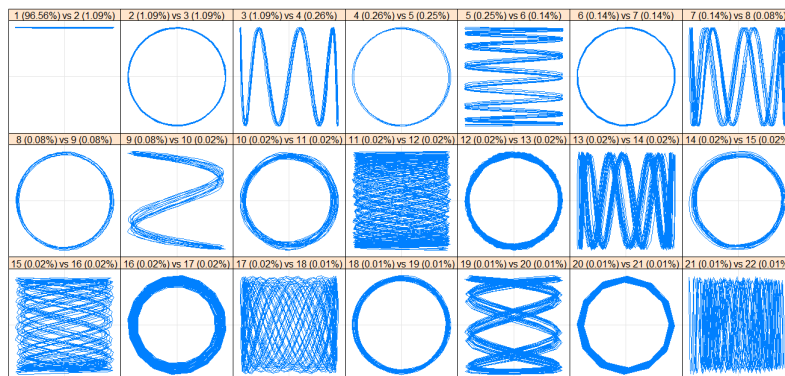 1 (96.56%) vs 2 (1.09%)
2 (1.09%) vs 3 (1.09%)
3 (1.09%) vs 4 (0.26%)
4 (0.26%) vs 5 (0.25%)
5 (0.25%) vs 6 (0.14%)
6 (0.14%) vs 7 (0.14%)
7 (0.14%) vs 8 (0.08%)
8 (0.08%) vs 9 (0.08%)
9 (0.08%) vs 10 (0.02%)
10 (0.02%) vs 11 (0.02%)
11 (0.02%) vs 12 (0.02%)
12 (0.02%) vs 13 (0.02%)
13 (0.02%) vs 14 (0.02%)
14 (0.02%) vs 15 (0.02%
15 (0.02%) vs 16 (0.02%)
16 (0.02%) vs 17 (0.02%)
17 (0.02%) vs 18 (0.01%)
18 (0.01%) vs 19 (0.01%)
19 (0.01%) vs 20 (0.01%)
20 (0.01%) vs 21 (0.01%)
21 (0.01%) vs 22 (0.01%